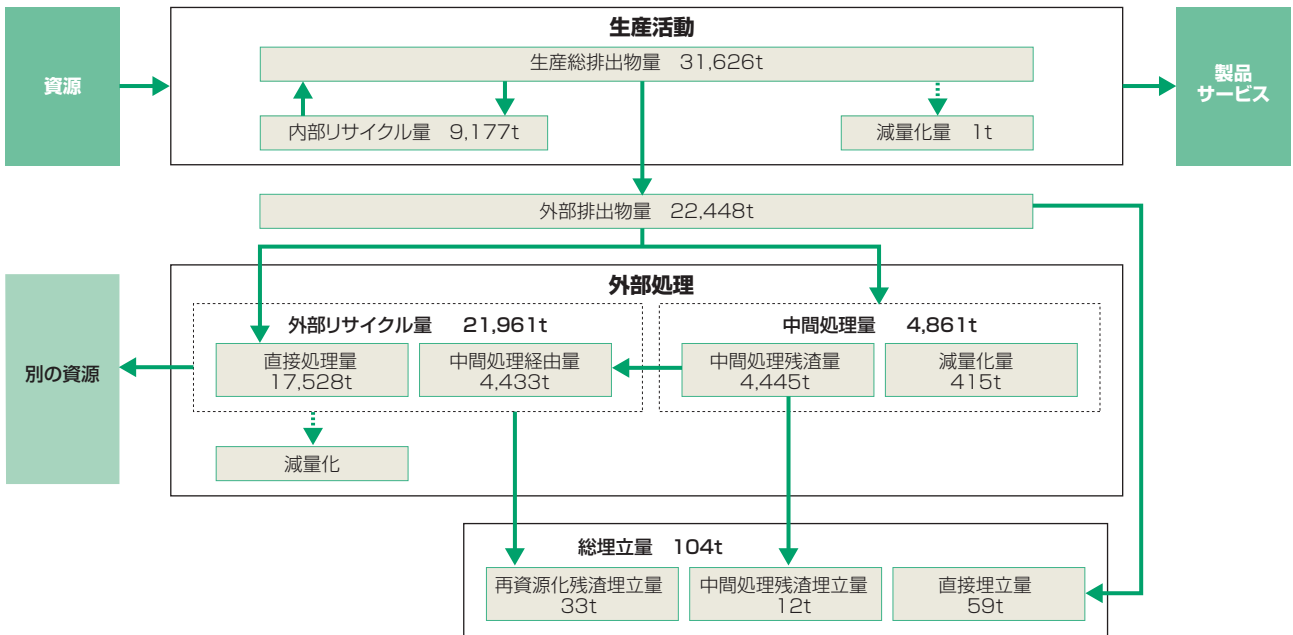 生産活動
資源
生産総排出物量　31,626t
製品
サービス
内部リサイクル量　9,177t
減量化量　1t
外部排出物量　22,448t
外部処理
外部リサイクル量　21,961t
中間処理量　4,861t
別の資源
直接処理量
17,528t
中間処理経由量
4,433t
中間処理残渣量
4,445t
減量化量
415t
減量化
総埋立量　104t
再資源化残渣埋立量
33t
中間処理残渣埋立量
12t
直接埋立量
59t